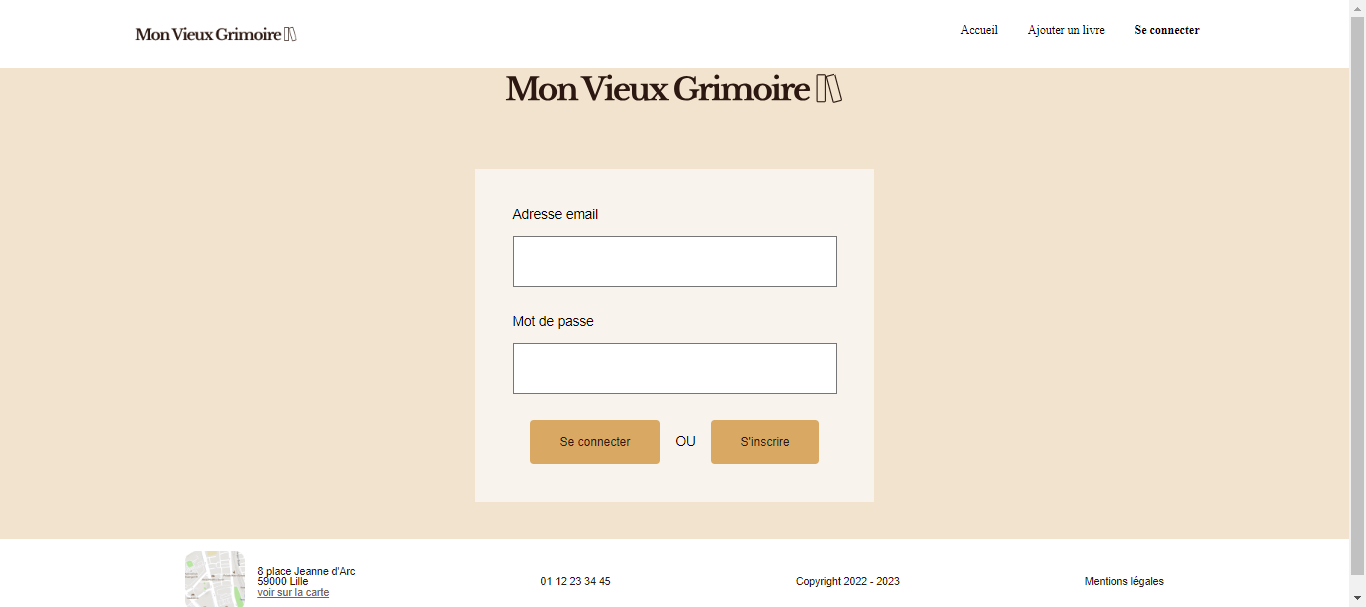 Mon Vieux Grimoire
Accueil
Ajouter un livre
Se connecter
Mon Vieux Grimoire
Adresse email
Mot de passe
Se connecter
OU
S'inscrire
8 place Jeanne d'Arc
59000 Lille
voir sur la carte
01 12 23 34 45
Copyright 2022 - 2023
Mentions légales